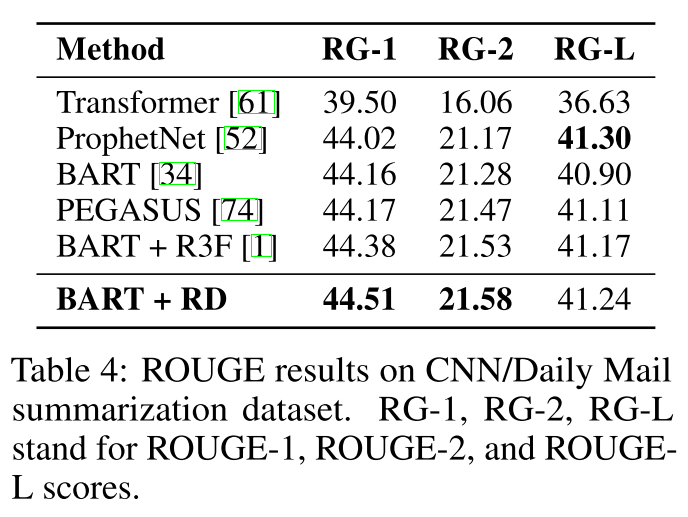 Method RG-1 RG-2 RG-L
Transformer [61] 39.50 16.06 36.63
ProphetNet [52] 44.02 21.17 41.30
BART [34] 44.16 21.28 40.90
PEGASUS [74] 44.17 21.47 41.11
BART + R3F [1] 44.38 21.53 41.17
BART + RD 44.51 21.58 41.24
Table 4: ROUGE results on CNN/Daily Mail
summarization dataset. RG-1, RG-2, RG-L
stand for ROUGE-1, ROUGE-2, and ROUGE-
L scores.